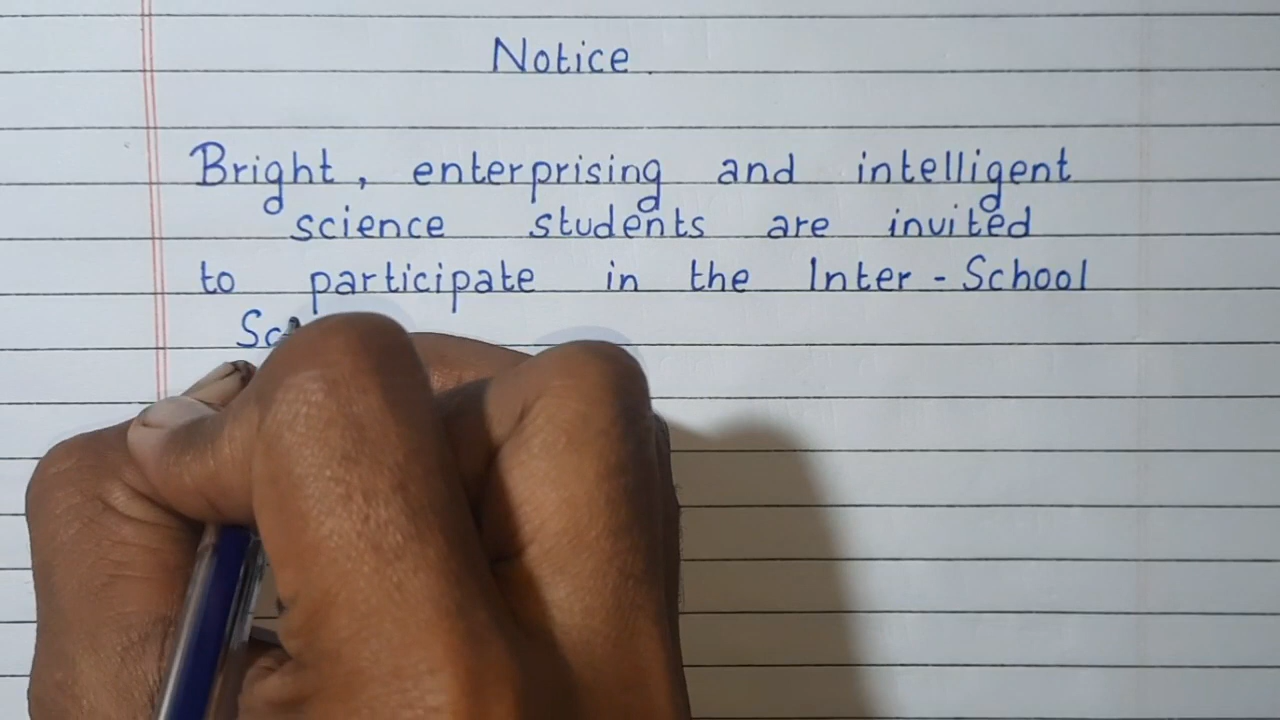 Notice
Bright, enterprising and intelligent
science students are invited
to participate in the Inter-School